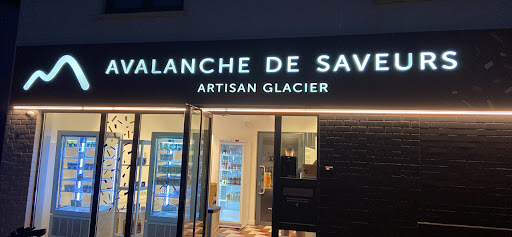 AVALANCHE DE SAVEURS
ARTISAN GLACIER